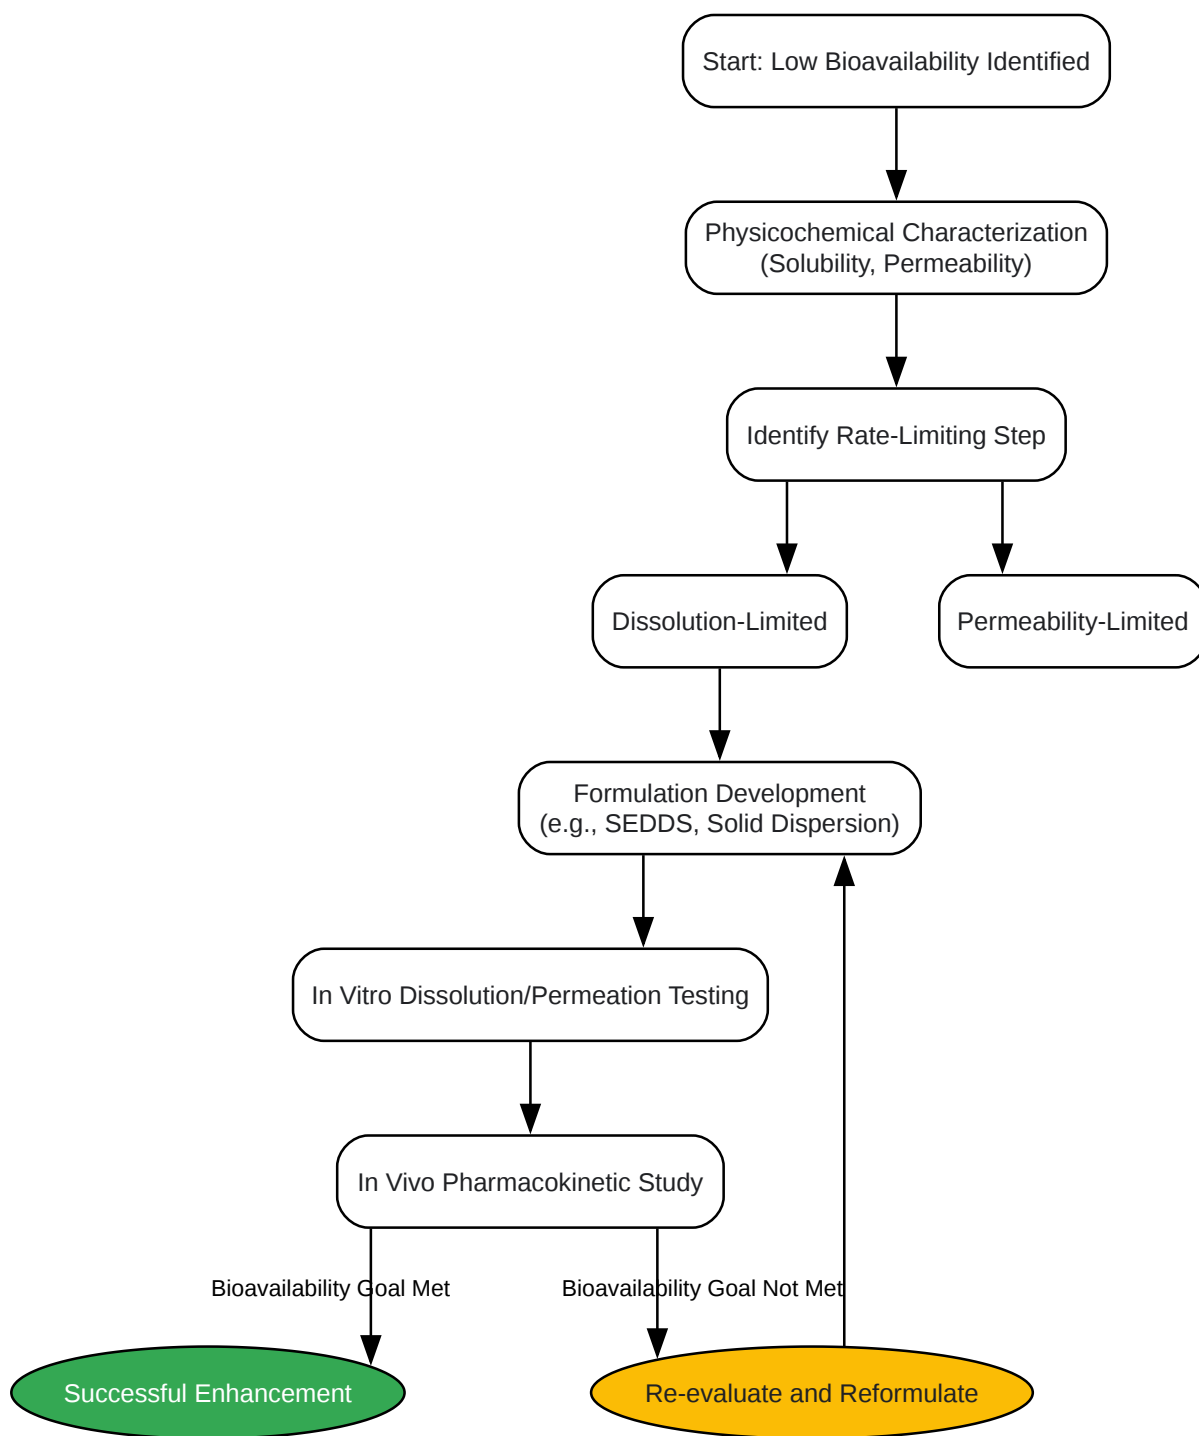 Start: Low Bioavailability Identified
Physicochemical Characterization
(Solubility, Permeability)
Identify Rate-Limiting Step
Dissolution-Limited
Permeability-Limited
Formulation Development
(e.g., SEDDS, Solid Dispersion)
In Vitro Dissolution/Permeation Testing
In Vivo Pharmacokinetic Study
Bioavailability Goal Met
Bioavailability Goal Not Met
Successful Enhancement
Re-evaluate and Reformulate